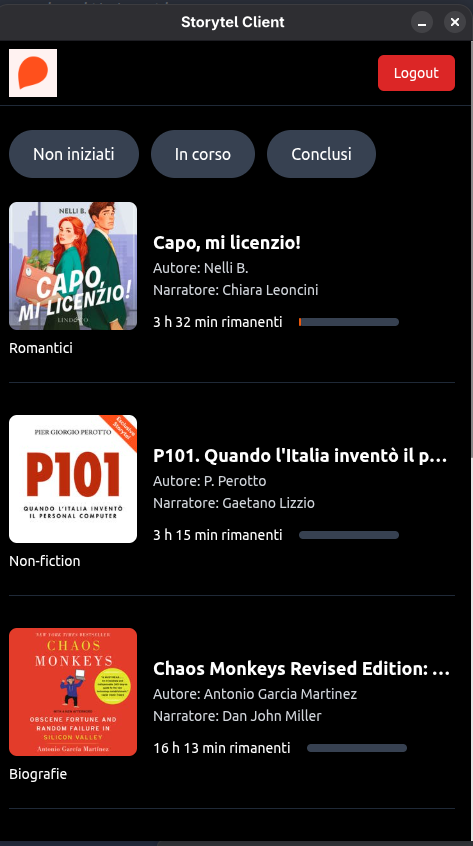 Storytel Client
Logout
Non iniziati
In corso
Conclusi
NELLI B.
CAPO,
MI LICENZIO!
Capo, mi licenzio!
Autore: Nelli B.
Narratore: Chiara Leoncini
3 h 32 min rimanenti
Romantici
Esclusiva
Storytel
PIER GIORGIO PEROTTO
P101
QUANDO L'ITALIA INVENTÒ
IL PERSONAL COMPUTER
P101. Quando l'Italia inventò il p...
Autore: P. Perotto
Narratore: Gaetano Lizzio
3 h 15 min rimanenti
Non-fiction
NEW YORK TIMES BESTSELLER
CHAOS
MONKEYS
OBSCENE FORTUNE AND
RANDOM FAILURE IN
SILICON VALLEY
Antonio García Martínez
Chaos Monkeys Revised Edition: ...
Autore: Antonio Garcia Martinez
Narratore: Dan John Miller
16 h 13 min rimanenti
Biografie